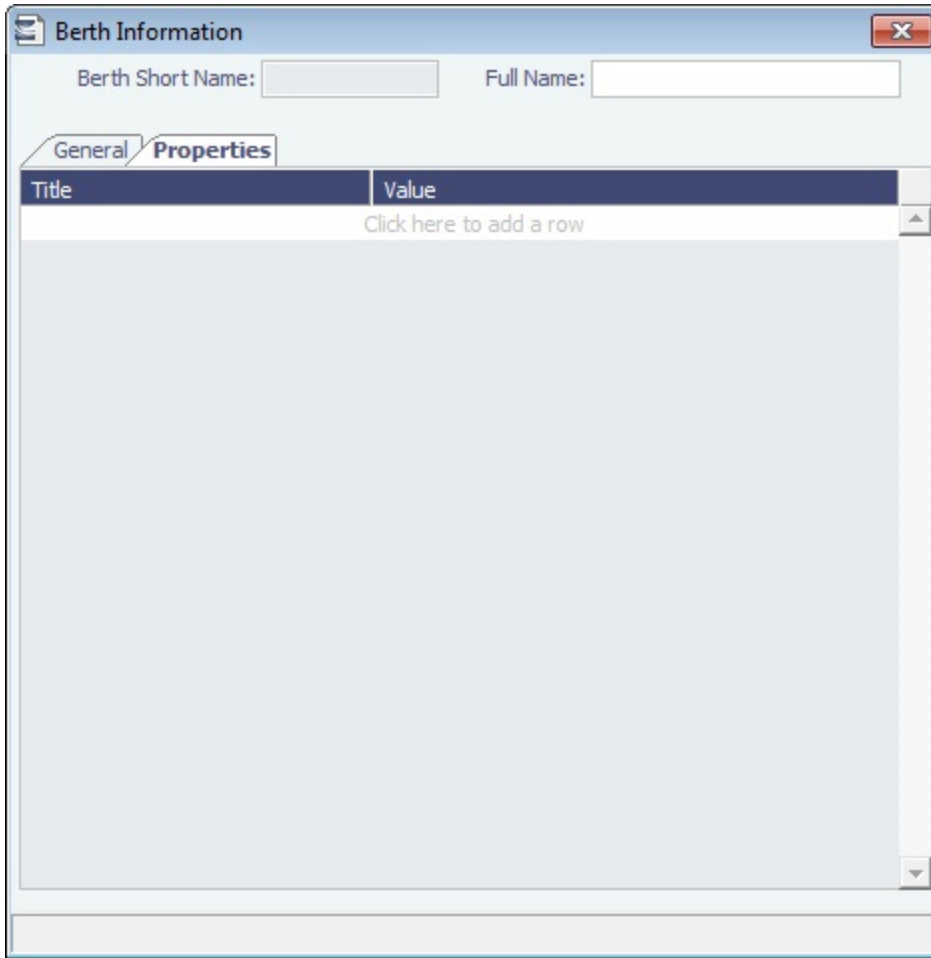 Berth Information
Berth Short Name: Full Name:
General Properties
Title Value
Click here to add a row